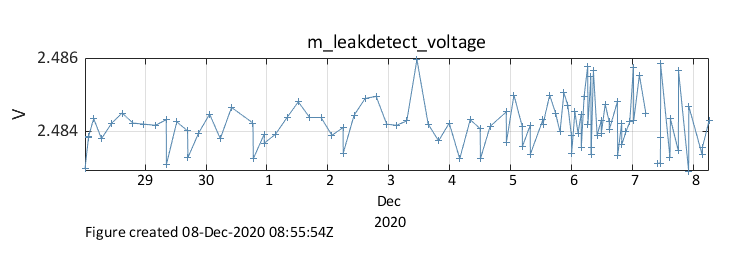 m_leakdetect_voltage
2.486
2.484
V
29 30 1 2 3 4 5 6 7 8
Dec
2020
Figure created 08-Dec-2020 08:55:54Z